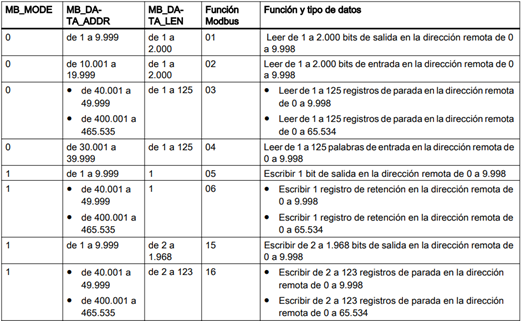 MB_MODE MB_DA- MB_DA- Función Función y tipo de datos
TA_ADDR TA_LEN Modbus
0 de 1 a 9.999 de 1 a 01 Leer de 1 a 2.000 bits de salida en la dirección remota de 0
2.000 a 9.998
0 de 10.001 a de 1 a 02 Leer de 1 a 2.000 bits de entrada en la dirección remota de
19.999 2.000 0 a 9.998
0 • de 40.001 a de 1 a 125 03 • Leer de 1 a 125 registros de parada en la dirección remota
49.999 de 0 a 9.998
• de 400.001 a • Leer de 1 a 125 registros de parada en la dirección remota
465.535 de 0 a 65.534
0 de 30.001 a de 1 a 125 04 Leer de 1 a 125 palabras de entrada en la dirección remota de
39.999 0 a 9.998
1 de 1 a 9.999 1 05 Escribir 1 bit de salida en la dirección remota de 0 a 9.998
1 • de 40.001 a 1 06 • Escribir 1 registro de retención en la dirección remota de
49.999 0 a 9.998
• de 400.001 a • Escribir 1 registro de retención en la dirección remota de
465.535 0 a 65.534
1 de 1 a 9.999 de 2 a 15 Escribir de 2 a 1.968 bits de salida en la dirección remota de
1.968 0 a 9.998
1 • de 40.001 a de 2 a 123 16 • Escribir de 2 a 123 registros de parada en la dirección
49.999 remota de 0 a 9.998
• de 400.001 a • Escribir de 2 a 123 registros de parada en la dirección
465.535 remota de 0 a 65.534